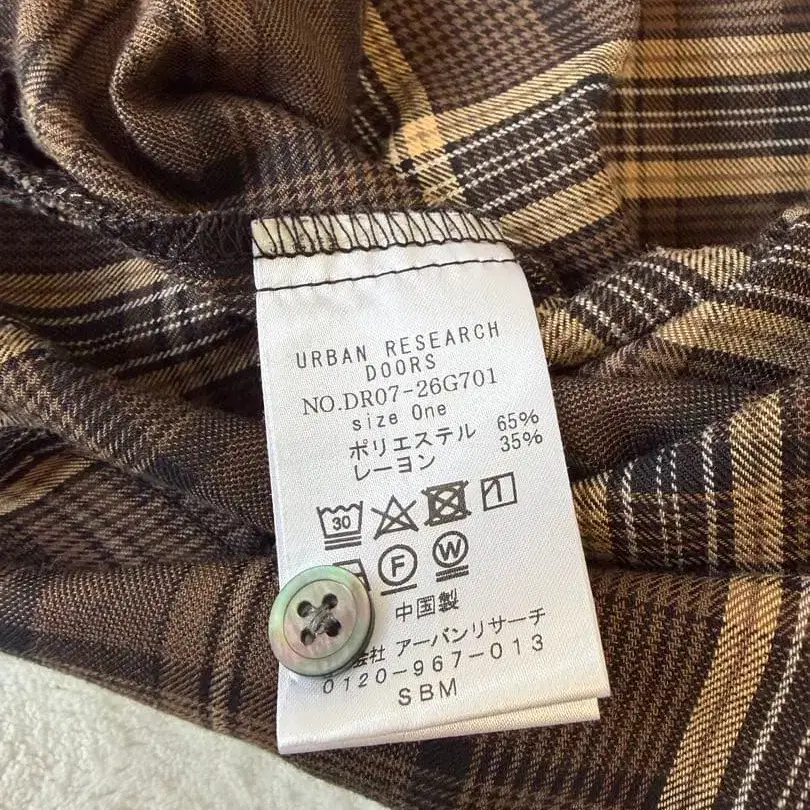 URBAN RESEARCH
DOORS
NO.DR07-26G701
size One
ポリエステル 65%
レーヨン 35%
30
F W
中国製
アーバンリサーチ
0120-967-013
SBM